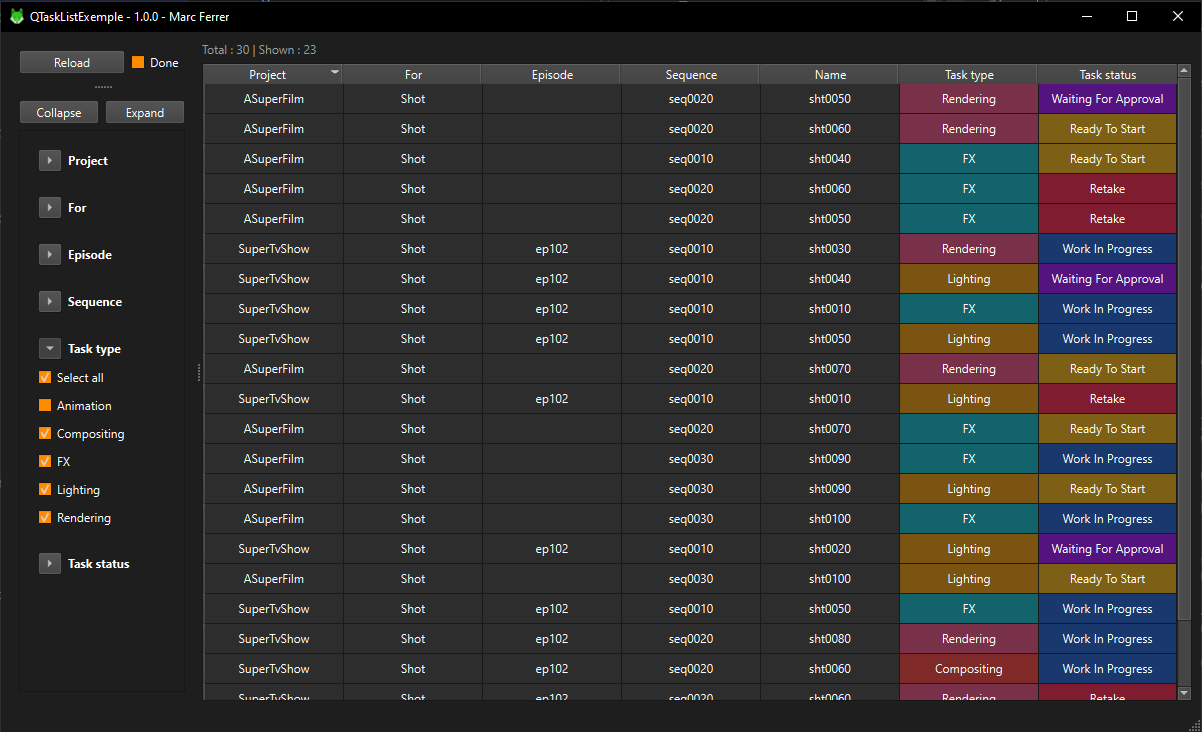 QTaskListExemple - 1.0.0 - Marc Ferrer
Reload
Done
Collapse Expand
Project
For
Episode
Sequence
Task type
Select all
Animation
Compositing
FX
Lighting
Rendering
Task status
Total : 30 | Shown : 23
Project For Episode Sequence Name Task type Task status
ASuperFilm Shot seq0020 sht0050 Rendering Waiting For Approval
ASuperFilm Shot seq0020 sht0060 Rendering Ready To Start
ASuperFilm Shot seq0010 sht0040 FX Ready To Start
ASuperFilm Shot seq0020 sht0060 FX Retake
ASuperFilm Shot seq0020 sht0050 FX Retake
SuperTvShow Shot ep102 seq0010 sht0030 Rendering Work In Progress
SuperTvShow Shot ep102 seq0010 sht0040 Lighting Waiting For Approval
SuperTvShow Shot ep102 seq0010 sht0010 FX Work In Progress
SuperTvShow Shot ep102 seq0010 sht0050 Lighting Work In Progress
ASuperFilm Shot seq0020 sht0070 Rendering Ready To Start
SuperTvShow Shot ep102 seq0010 sht0010 Lighting Retake
ASuperFilm Shot seq0020 sht0070 FX Ready To Start
ASuperFilm Shot seq0030 sht0090 FX Work In Progress
ASuperFilm Shot seq0030 sht0090 Lighting Ready To Start
ASuperFilm Shot seq0030 sht0100 FX Work In Progress
SuperTvShow Shot ep102 seq0010 sht0020 Lighting Waiting For Approval
ASuperFilm Shot seq0030 sht0100 Lighting Ready To Start
SuperTvShow Shot ep102 seq0010 sht0050 FX Work In Progress
SuperTvShow Shot ep102 seq0020 sht0080 Rendering Work In Progress
SuperTvShow Shot ep102 seq0020 sht0060 Compositing Work In Progress
SuperTvShow Shot ep102 seq0020 sht0060 Rendering Retake